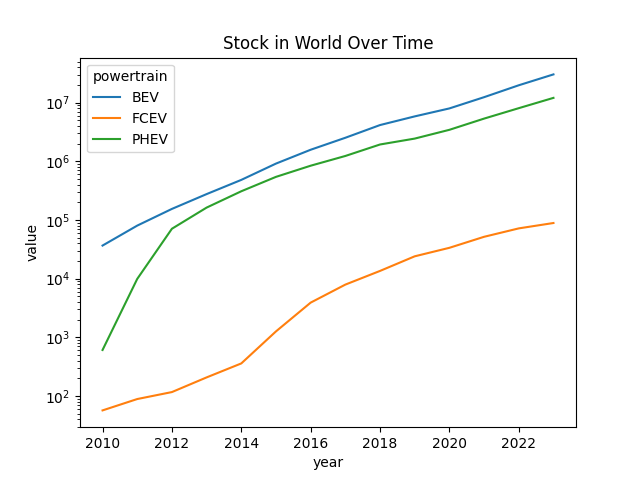 Stock in World Over Time
powertrain
BEV
FCEV
PHEV
value
10^7
10^6
10^5
10^4
10^3
10^2
2010 2012 2014 2016 2018 2020 2022
year